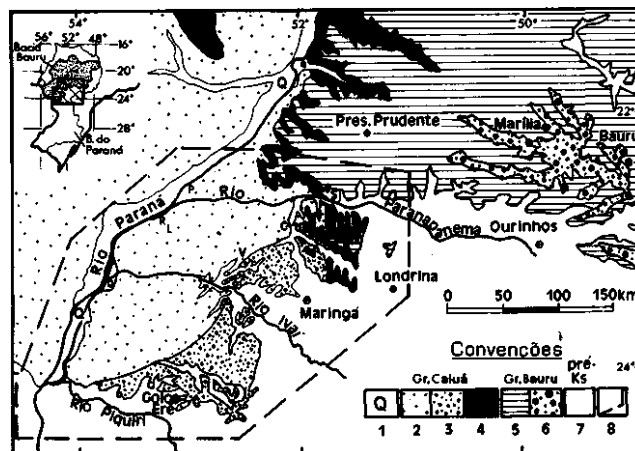 54° 52° 50°
56° 52° 48°
Bacia
Bauru
16°
20°
24°
28°
B. do
Paraná
Q
22°
Pres. Prudente
Marília
Bauru
Rio Paraná
P.
Rio Paranapanema
R.
L
Ourinhos
C
V
Londrina
Maringá
Rio Ivaí
Q
0 50 100 150km
Convenções
Gr. Caiuá Gr. Bauru pré-Ks 24°
Q
1 2 3 4 5 6 7 8
Rio Piquiri